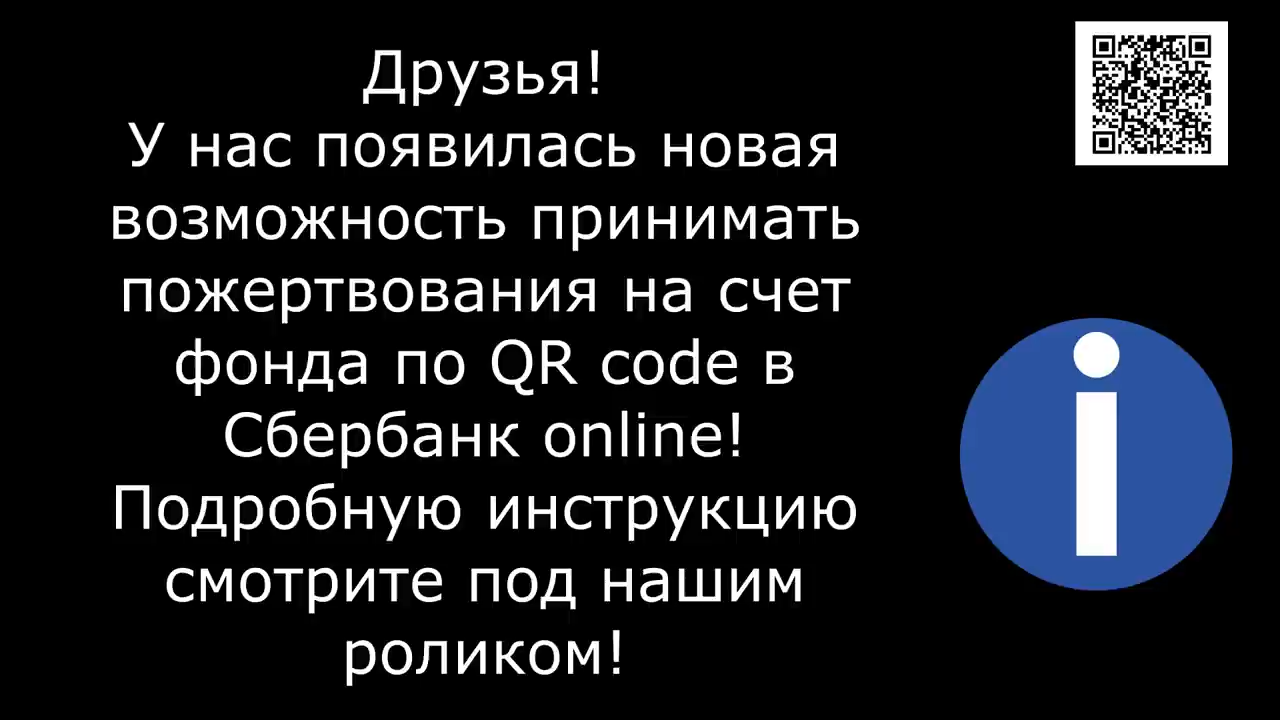 Друзья!
У нас появилась новая
возможность принимать
пожертвования на счет
фонда по QR code в
Сбербанк online!
Подробную инструкцию
смотрите под нашим
роликом!